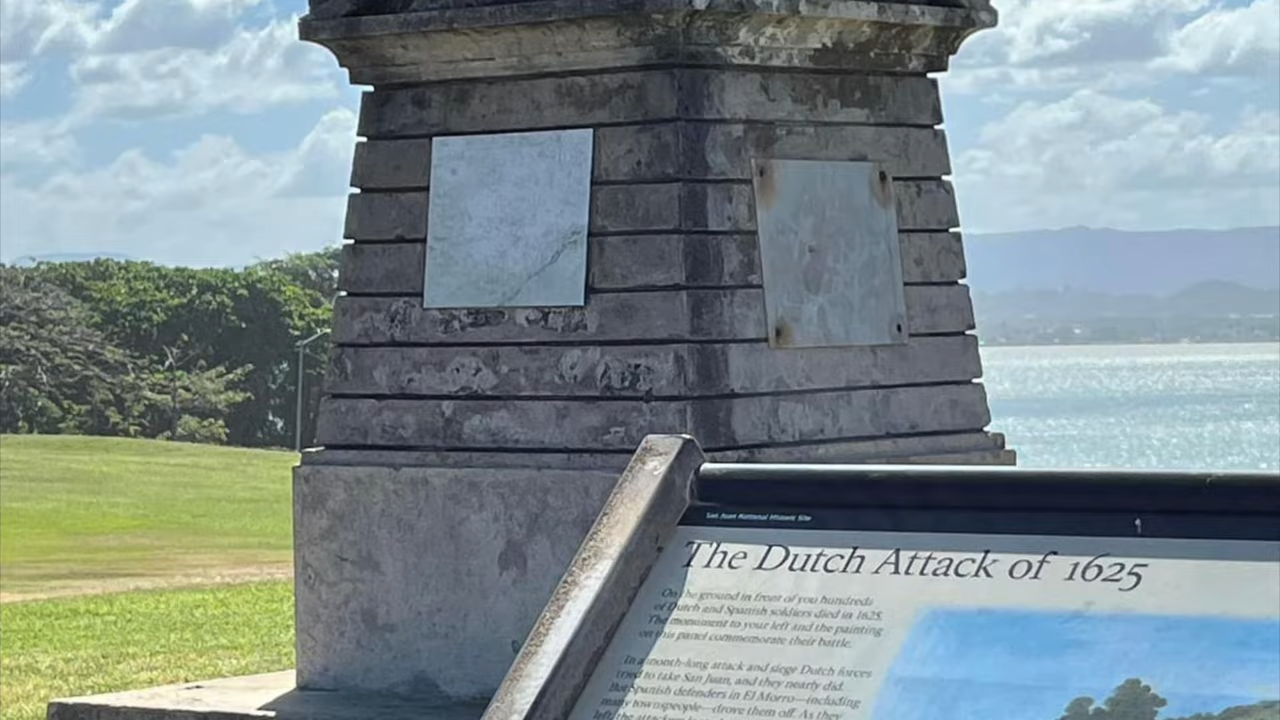 San Juan National Historic Site
The Dutch Attack of 1625
On the ground in front of you hundreds
of Dutch and Spanish soldiers died in 1625.
The monument to your left and the painting
on this panel commemorate their battle.
In a month-long attack and siege Dutch forces
tried to take San Juan, and they nearly did.
But Spanish defenders in El Morro—including
many townspeople—drove them off. As they
left the attackers